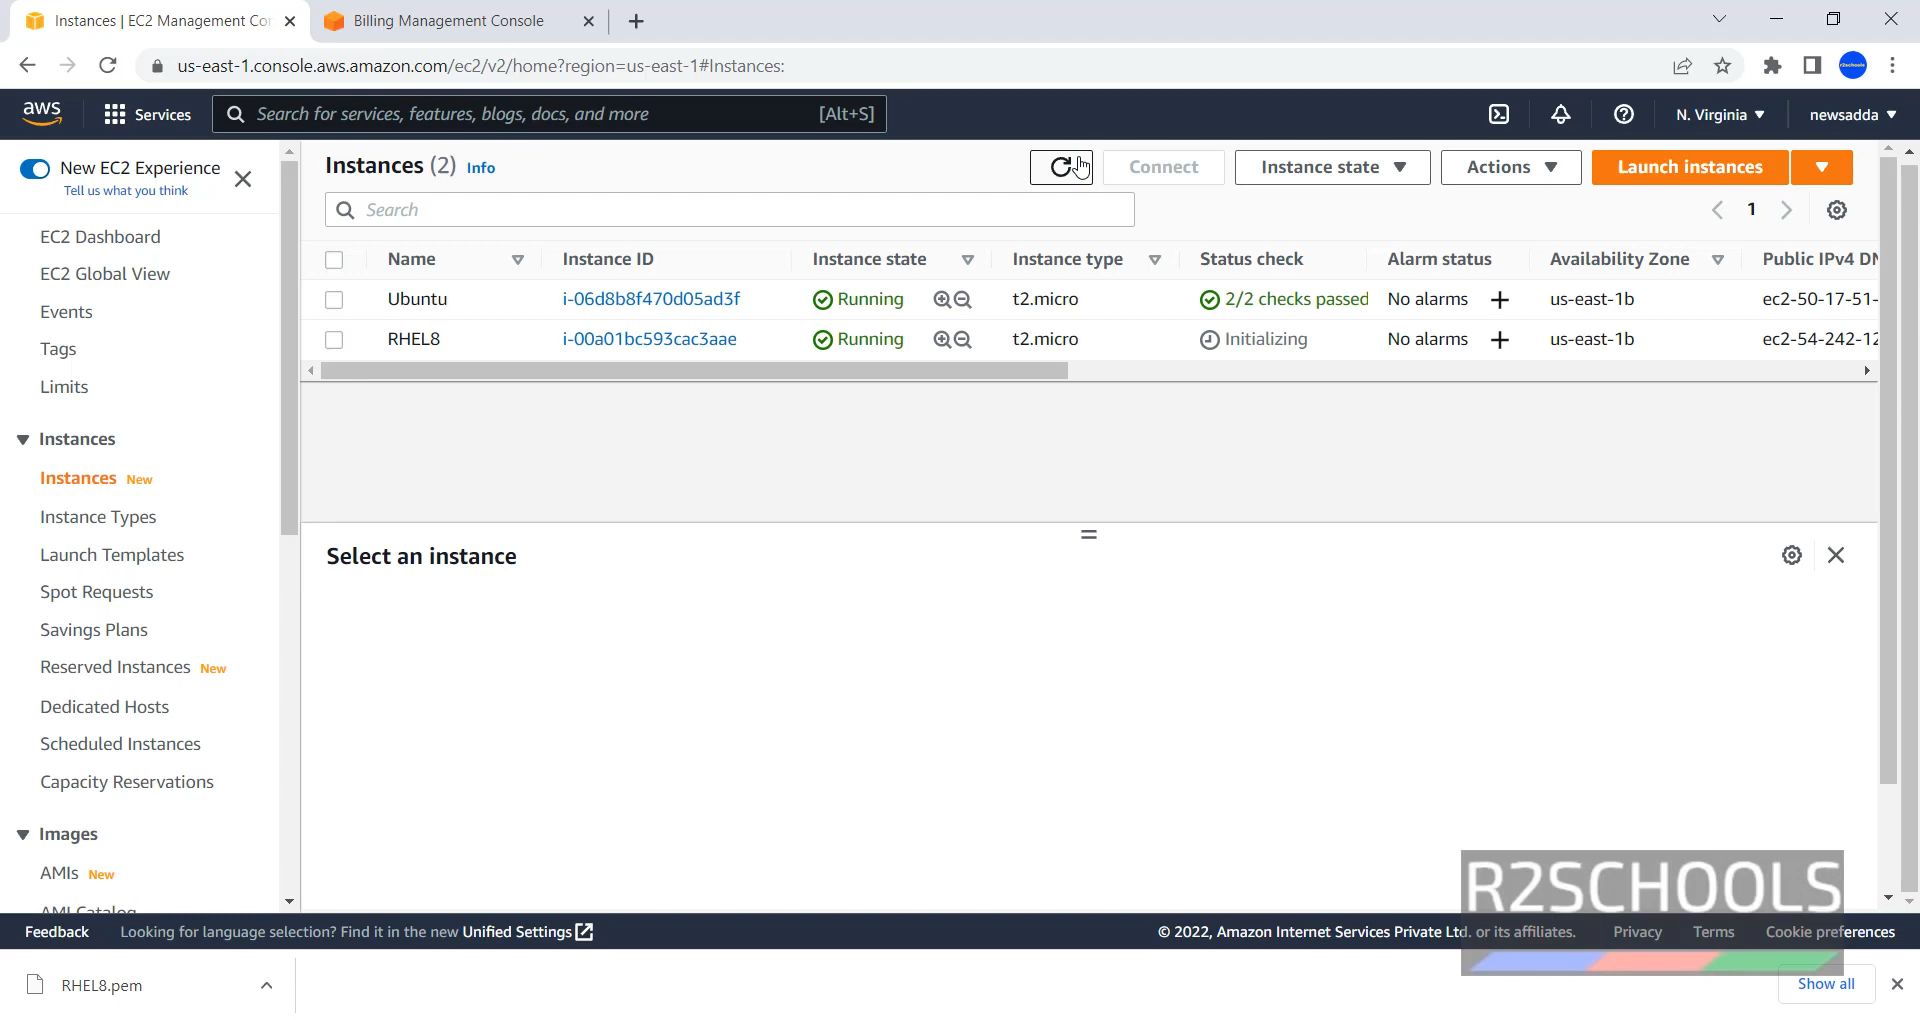 Instances | EC2 Management Co
Billing Management Console
us-east-1.console.aws.amazon.com/ec2/v2/home?region=us-east-1#Instances:
aws
Services
Search for services, features, blogs, docs, and more
[Alt+S]
N. Virginia
newsadda
New EC2 Experience
Tell us what you think
EC2 Dashboard
EC2 Global View
Events
Tags
Limits
Instances
Instances New
Instance Types
Launch Templates
Spot Requests
Savings Plans
Reserved Instances New
Dedicated Hosts
Scheduled Instances
Capacity Reservations
Images
AMIs New
AMI Catalog
Instances (2) Info
Connect
Instance state
Actions
Launch instances
Search
1
Name Instance ID Instance state Instance type Status check Alarm status Availability Zone Public IPv4 DN
Ubuntu i-06d8b8f470d05ad3f Running t2.micro 2/2 checks passed No alarms + us-east-1b ec2-50-17-51-
RHEL8 i-00a01bc593cac3aae Running t2.micro Initializing No alarms + us-east-1b ec2-54-242-12
Select an instance
R2SCHOOLS
Feedback Looking for language selection? Find it in the new Unified Settings
© 2022, Amazon Internet Services Private Ltd. or its affiliates. Privacy Terms Cookie preferences
RHEL8.pem
Show all